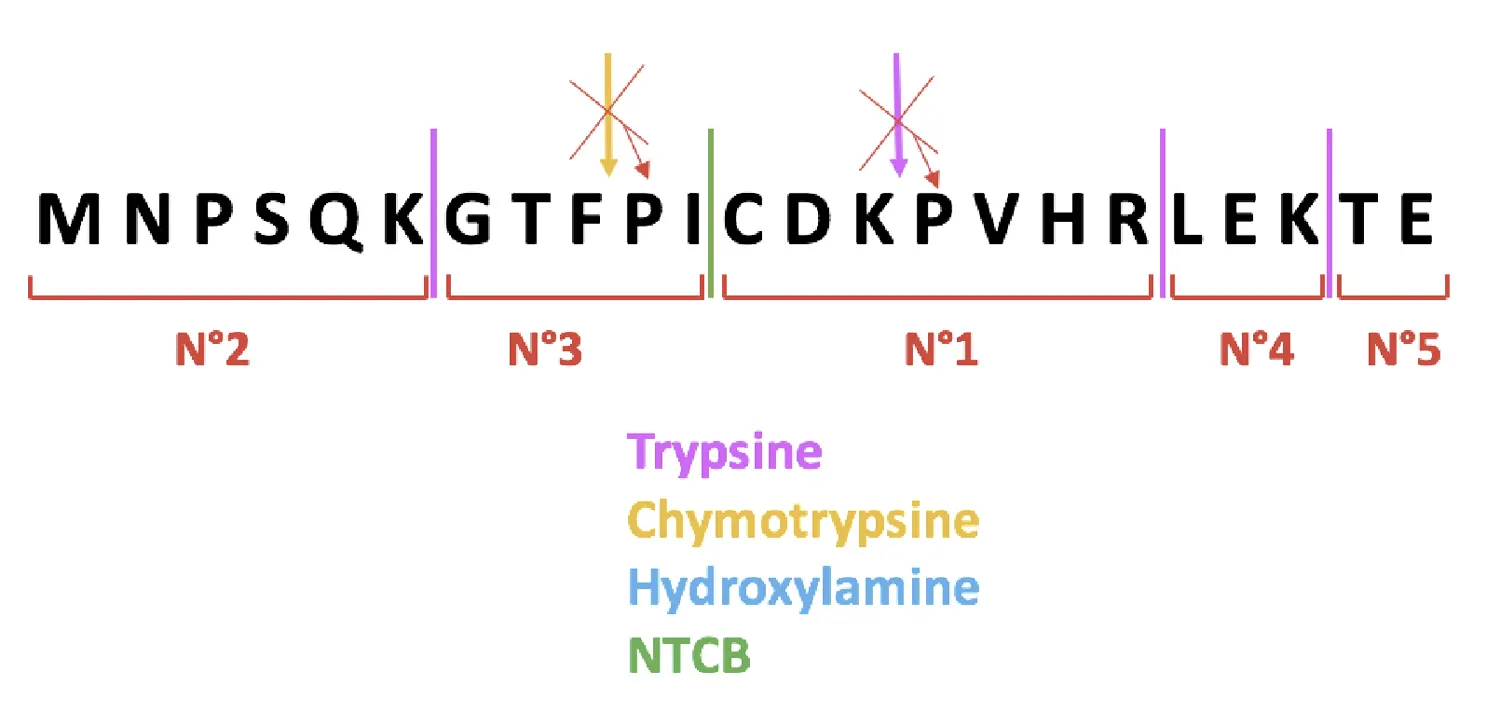 M N P S Q K G T F P I C D K P V H R L E K T E
N°2 N°3 N°1 N°4 N°5
Trypsine
Chymotrypsine
Hydroxylamine
NTCB